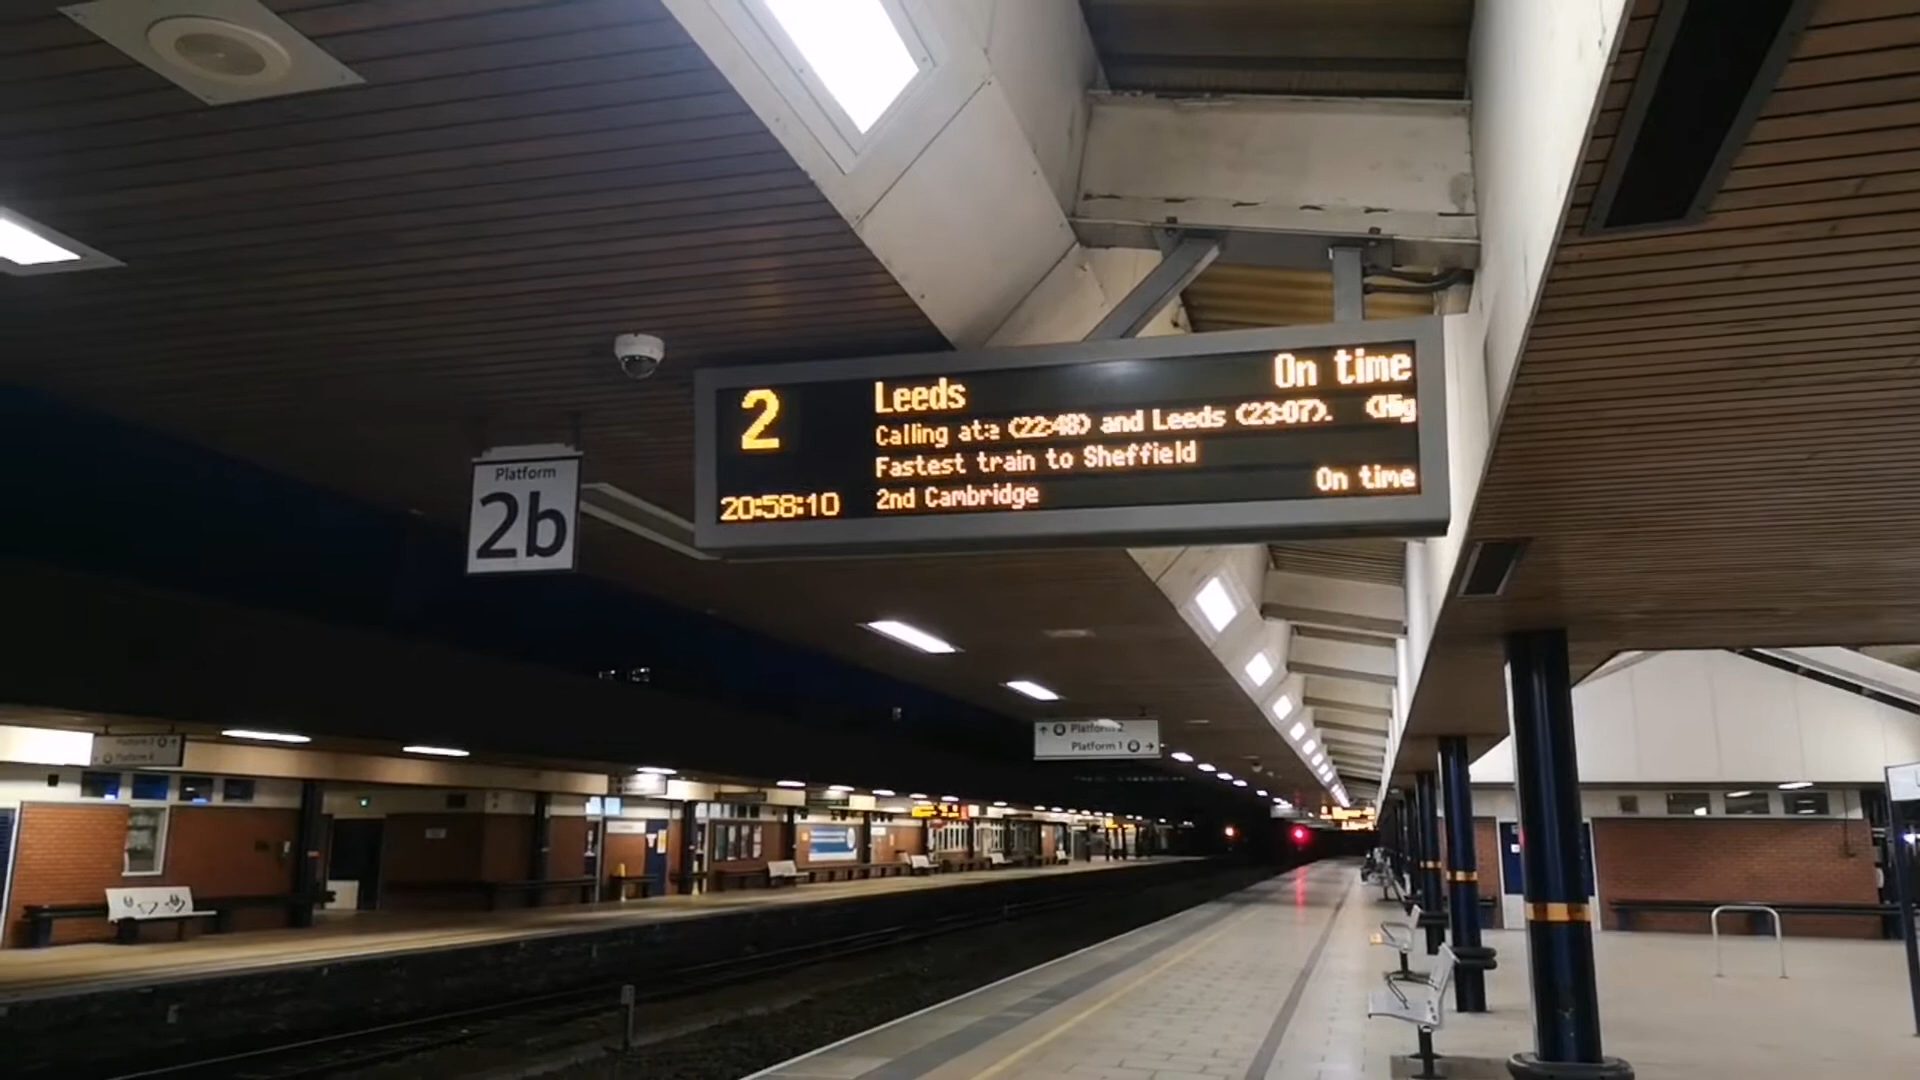 On time
2
Leeds
Calling at: (22:48) and Leeds (23:07). (Hig
Fastest train to Sheffield
On time
20:58:10
2nd Cambridge
Platform
2b
Platform 2
Platform 1